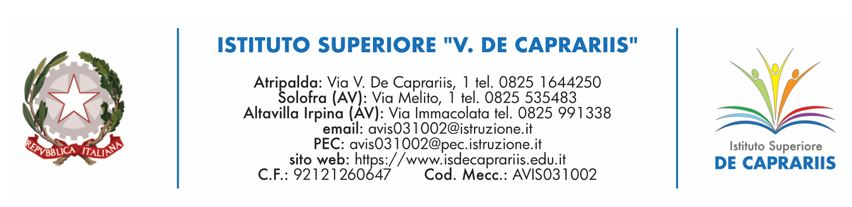 REPVBBLICA ITALIANA
ISTITUTO SUPERIORE "V. DE CAPRARIIS"
Atripalda: Via V. De Caprariis, 1 tel. 0825 1644250
Solofra (AV): Via Melito, 1 tel. 0825 535483
Altavilla Irpina (AV): Via Immacolata tel. 0825 991338
email: avis031002@istruzione.it
PEC: avis031002@pec.istruzione.it
sito web: https://www.isdecaprariis.edu.it
C.F.: 92121260647 Cod. Mecc.: AVIS031002
Istituto Superiore
DE CAPRARIIS